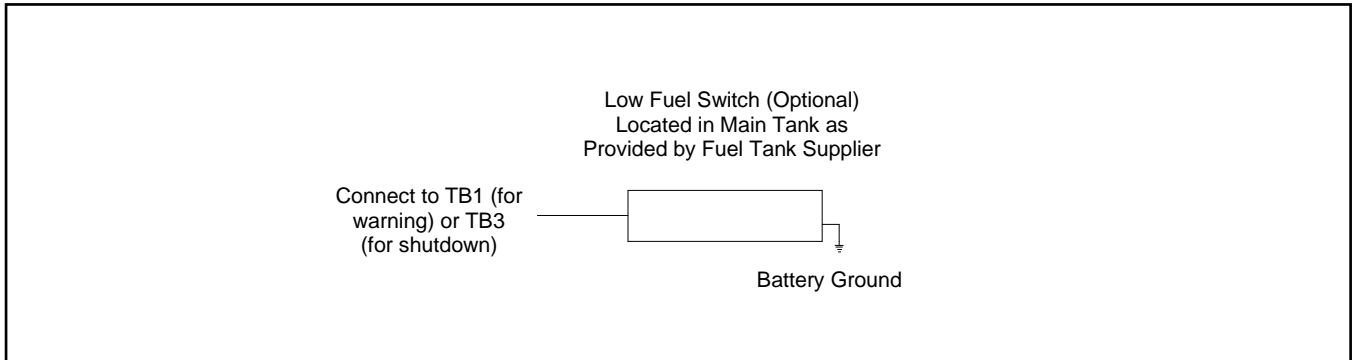 Low Fuel Switch (Optional)
Located in Main Tank as
Provided by Fuel Tank Supplier
Connect to TB1 (for
warning) or TB3
(for shutdown)
Battery Ground